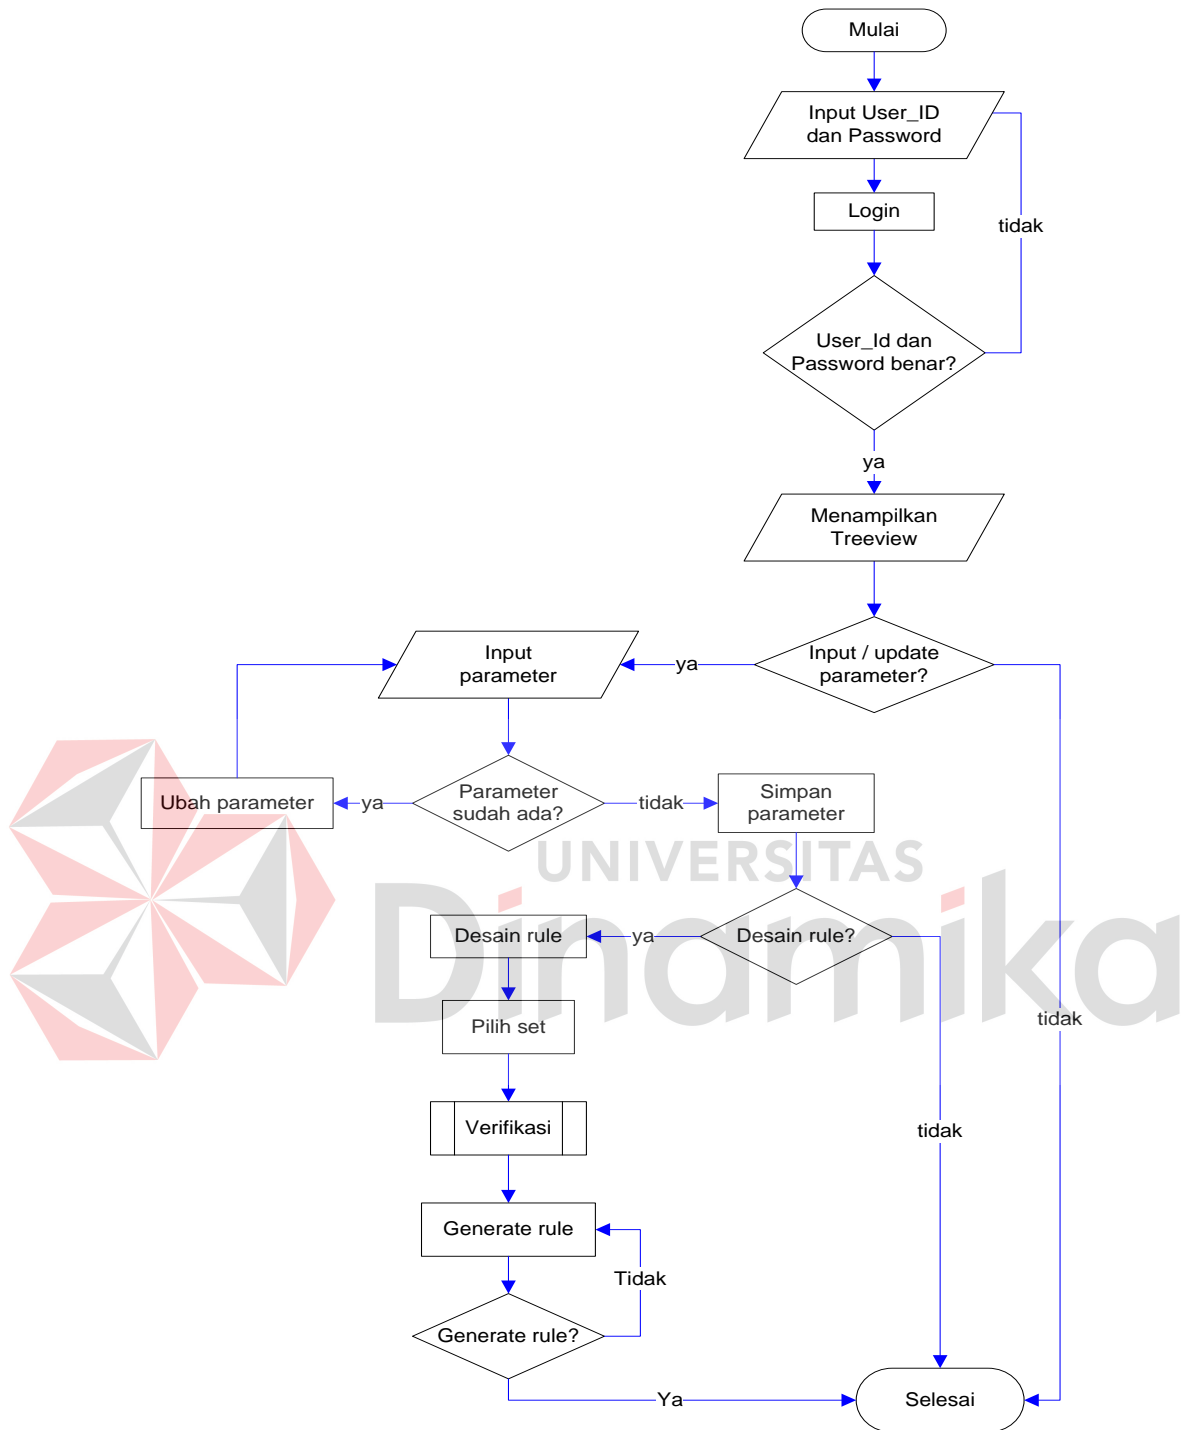 Mulai
Input User_ID
dan Password
Login
tidak
User_Id dan
Password benar?
ya
Menampilkan
Treeview
Input / update
parameter?
ya
Input
parameter
Parameter
sudah ada?
ya
Ubah parameter
tidak
Simpan
parameter
UNIVERSITAS
Dinamika
Desain rule?
ya
Desain rule
Pilih set
tidak
Verifikasi
tidak
Generate rule
Tidak
Generate rule?
Ya
Selesai